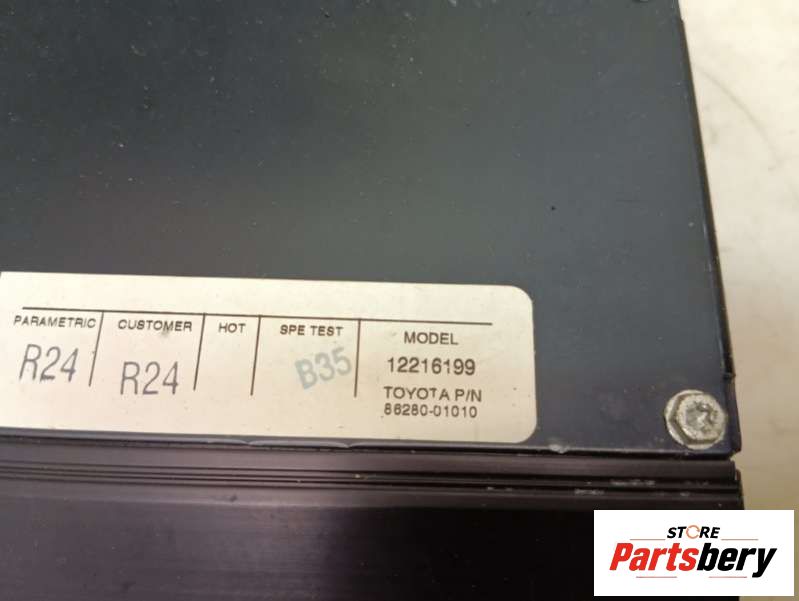 PARAMETRIC CUSTOMER HOT SPE TEST MODEL
R24 R24 B35 12216199
TOYOTA P/N
86280-01010
STORE
Partsbery